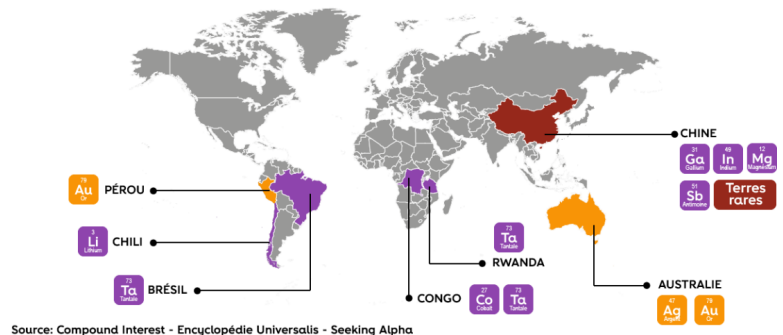 CHINE
31 49 12
Ga In Mg
Gallium Indium Magnésium
51
Sb Terres
Antimoine rares
79
Au PÉROU
Or
3
Li CHILI
Lithium
73
Ta BRÉSIL
Tantale
73
Ta
Tantale
RWANDA
27 73
CONGO Co Ta
Cobalt Tantale
AUSTRALIE
47 79
Ag Au
Argent Or
Source: Compound Interest - Encyclopédie Universalis - Seeking Alpha